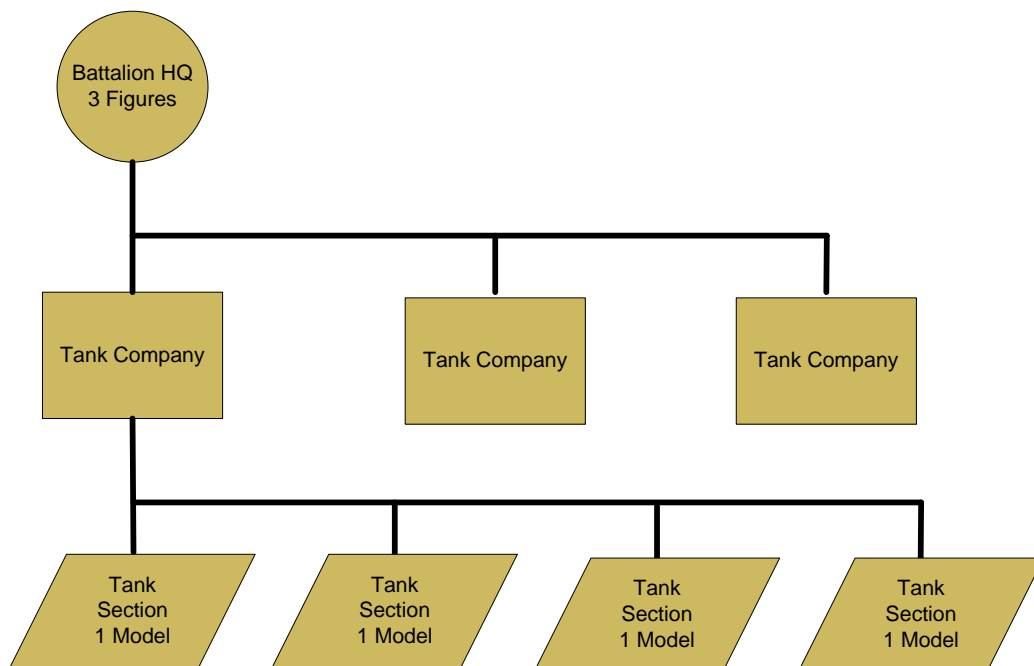 Battalion HQ
3 Figures
Tank Company
Tank Company
Tank Company
Tank
Section
1 Model
Tank
Section
1 Model
Tank
Section
1 Model
Tank
Section
1 Model